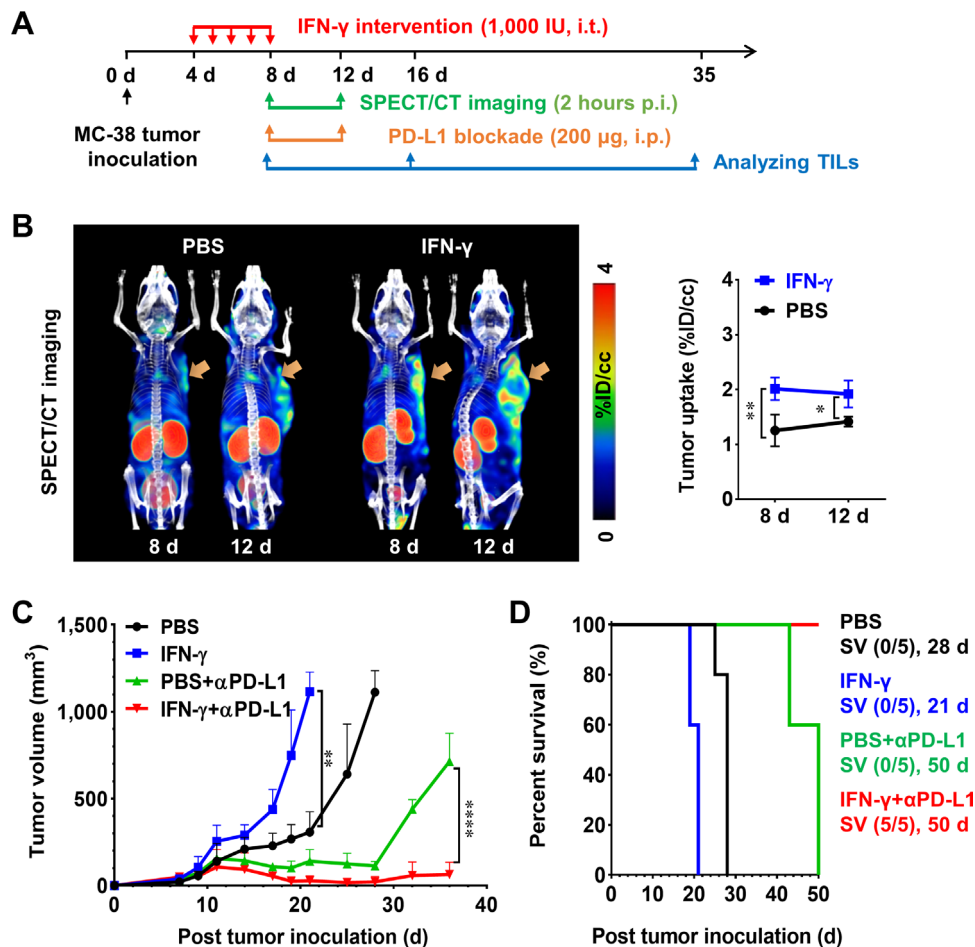 A
IFN-γ intervention (1,000 IU, i.t.)
0 d
4 d
8 d
12 d
16 d
35
MC-38 tumor
inoculation
SPECT/CT imaging (2 hours p.i.)
PD-L1 blockade (200 μg, i.p.)
Analyzing TILs
B
SPECT/CT imaging
PBS
IFN-γ
8 d
12 d
8 d
12 d
4
%ID/cc
0
Tumor uptake (%ID/cc)
4
3
2
1
0
IFN-γ
PBS
**
*
8 d
12 d
C
Tumor volume (mm³)
1,500
1,000
500
0
PBS
IFN-γ
PBS+αPD-L1
IFN-γ+αPD-L1
**
****
0
10
20
30
40
Post tumor inoculation (d)
D
Percent survival (%)
100
80
60
40
20
0
0
10
20
30
40
50
Post tumor inoculation (d)
PBS
SV (0/5), 28 d
IFN-γ
SV (0/5), 21 d
PBS+αPD-L1
SV (0/5), 50 d
IFN-γ+αPD-L1
SV (5/5), 50 d